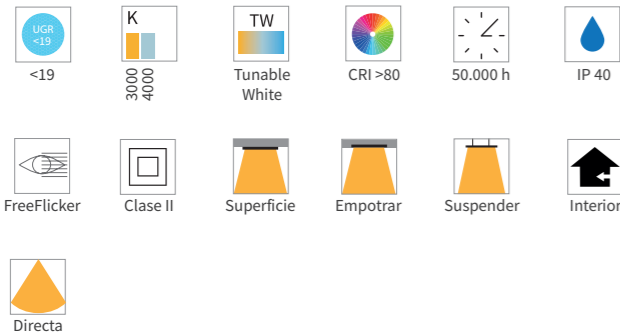 UGR
<19
<19
K
3000
4000
TW
Tunable
White
CRI >80
50.000 h
IP 40
FreeFlicker
Clase II
Superficie
Empotrar
Suspender
Interior
Directa